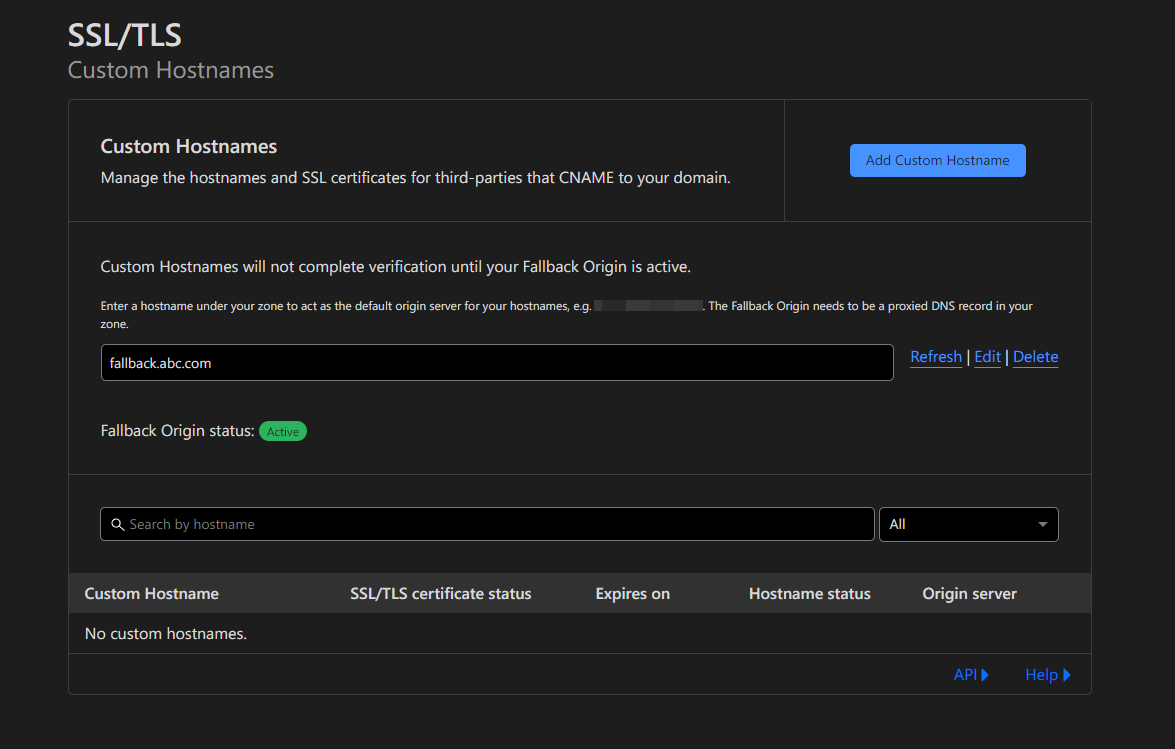 SSL/TLS
Custom Hostnames
Custom Hostnames
Manage the hostnames and SSL certificates for third-parties that CNAME to your domain.
Add Custom Hostname
Custom Hostnames will not complete verification until your Fallback Origin is active.
Enter a hostname under your zone to act as the default origin server for your hostnames, e.g. . The Fallback Origin needs to be a proxied DNS record in your
zone.
fallback.abc.com
Refresh | Edit | Delete
Fallback Origin status: Active
Search by hostname
All
Custom Hostname SSL/TLS certificate status Expires on Hostname status Origin server
No custom hostnames.
API Help